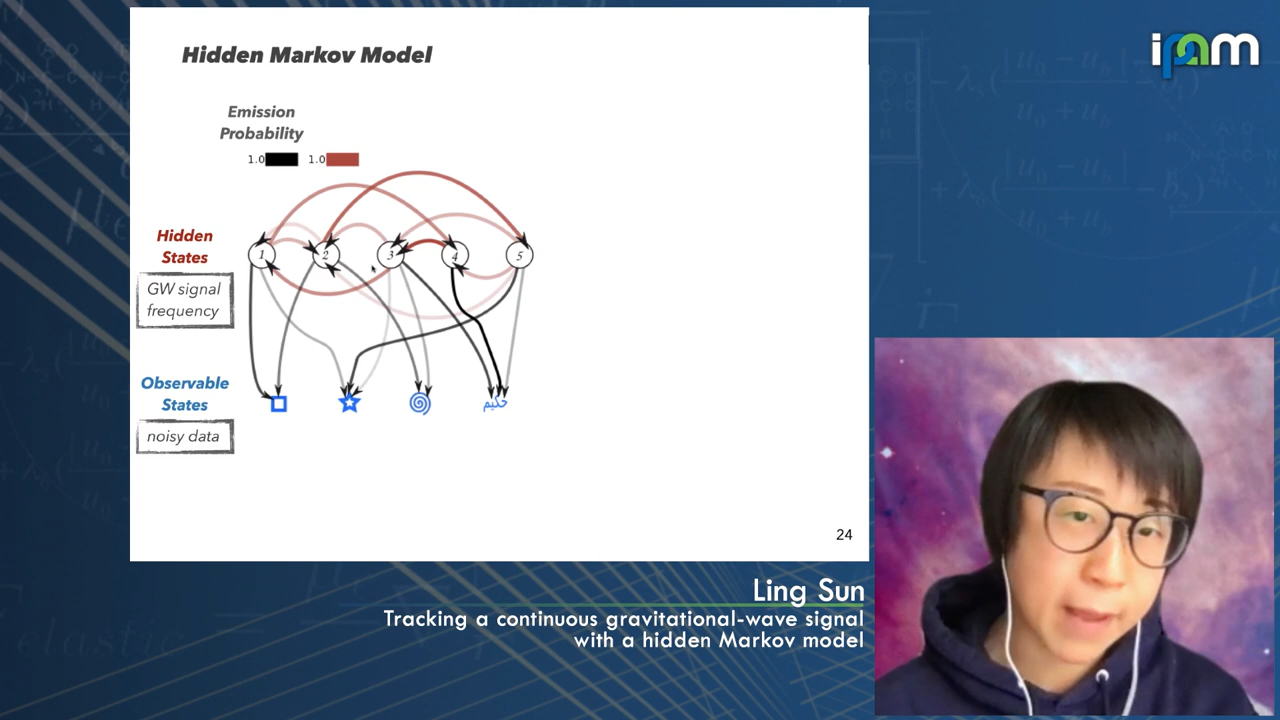 Hidden Markov Model
ipam
Emission
Probability
1.0 1.0
Hidden
States
1 2 3 4 5
GW signal
frequency
Observable
States
حكيم
noisy data
24
Ling Sun
Tracking a continuous gravitational-wave signal
with a hidden Markov model